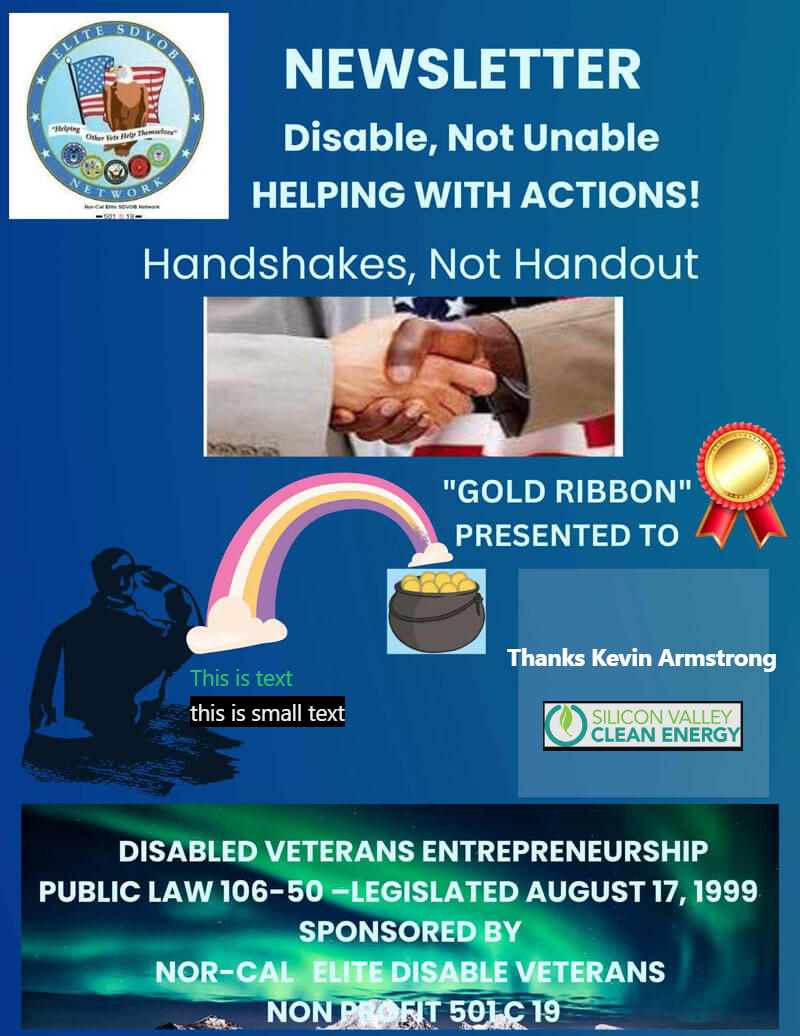 ELITE SDVOB
"Helping Other Vets Help Themselves"
NETWORK
Nor-Cal Elite SDVOB Network
501 C 19
NEWSLETTER
Disable, Not Unable
HELPING WITH ACTIONS!
Handshakes, Not Handout
"GOLD RIBBON"
PRESENTED TO
Thanks Kevin Armstrong
This is text
this is small text
SILICON VALLEY
CLEAN ENERGY
DISABLED VETERANS ENTREPRENEURSHIP
PUBLIC LAW 106-50 –LEGISLATED AUGUST 17, 1999
SPONSORED BY
NOR-CAL ELITE DISABLE VETERANS
NON PROFIT 501 C 19